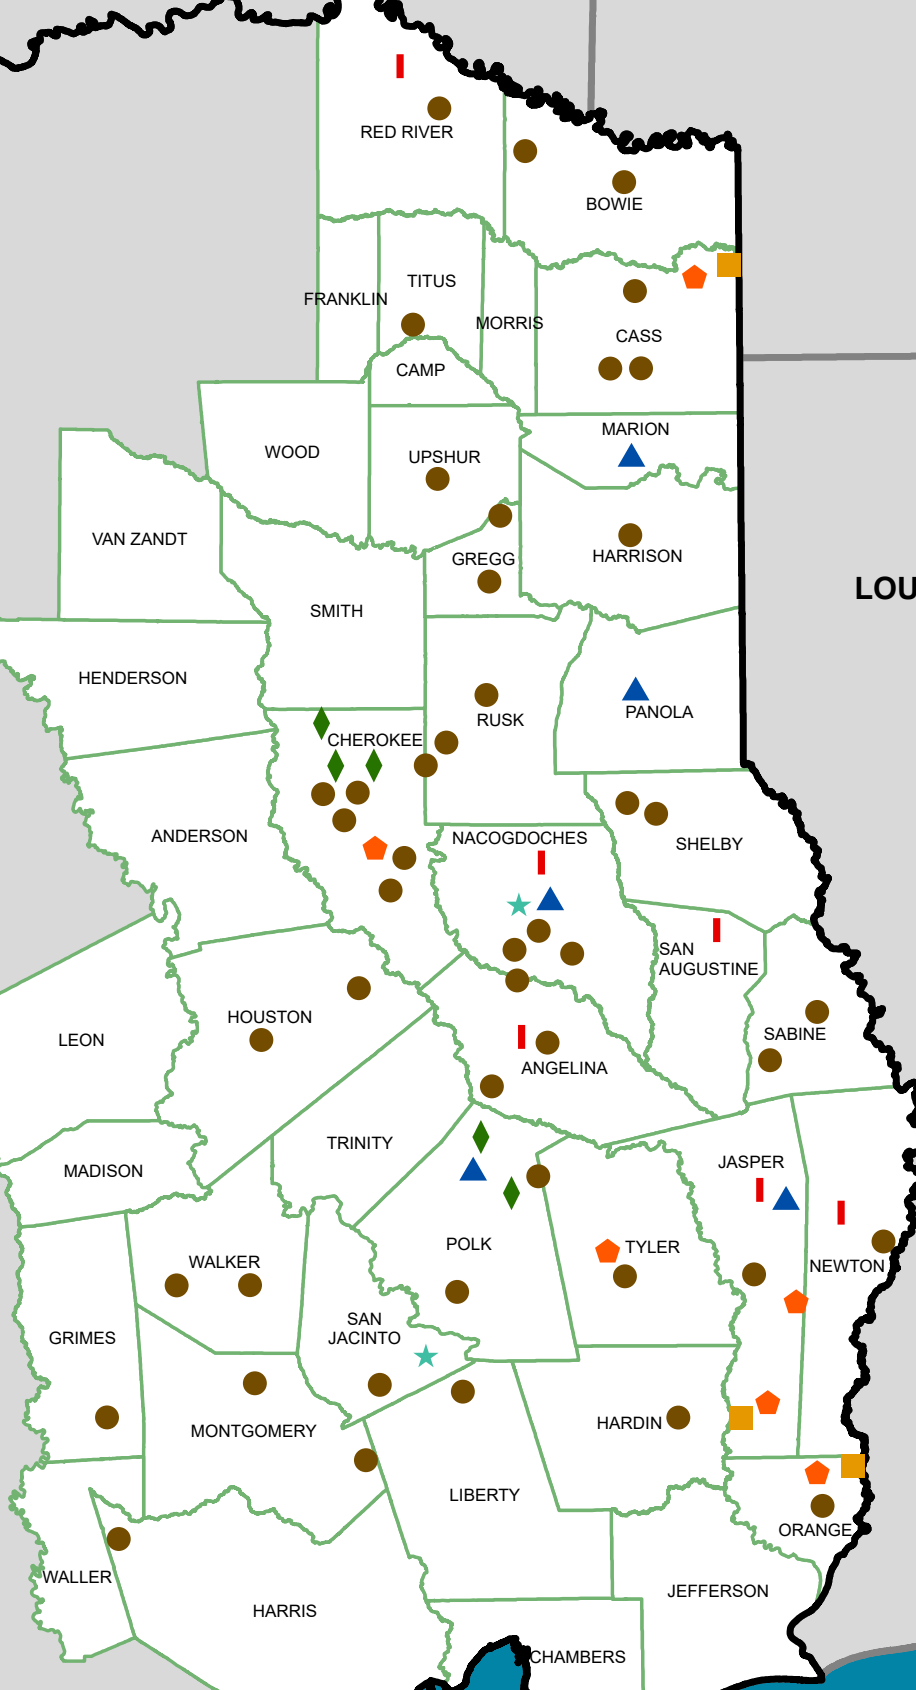 RED RIVER
BOWIE
TITUS
FRANKLIN
MORRIS
CASS
CAMP
MARION
WOOD
UPSHUR
VAN ZANDT
HARRISON
GREGG
LOU
SMITH
HENDERSON
PANOLA
RUSK
CHEROKEE
ANDERSON
NACOGDOCHES
SHELBY
SAN
AUGUSTINE
HOUSTON
SABINE
LEON
ANGELINA
TRINITY
JASPER
MADISON
POLK
TYLER
WALKER
NEWTON
SAN
JACINTO
GRIMES
HARDIN
MONTGOMERY
LIBERTY
ORANGE
WALLER
JEFFERSON
HARRIS
CHAMBERS